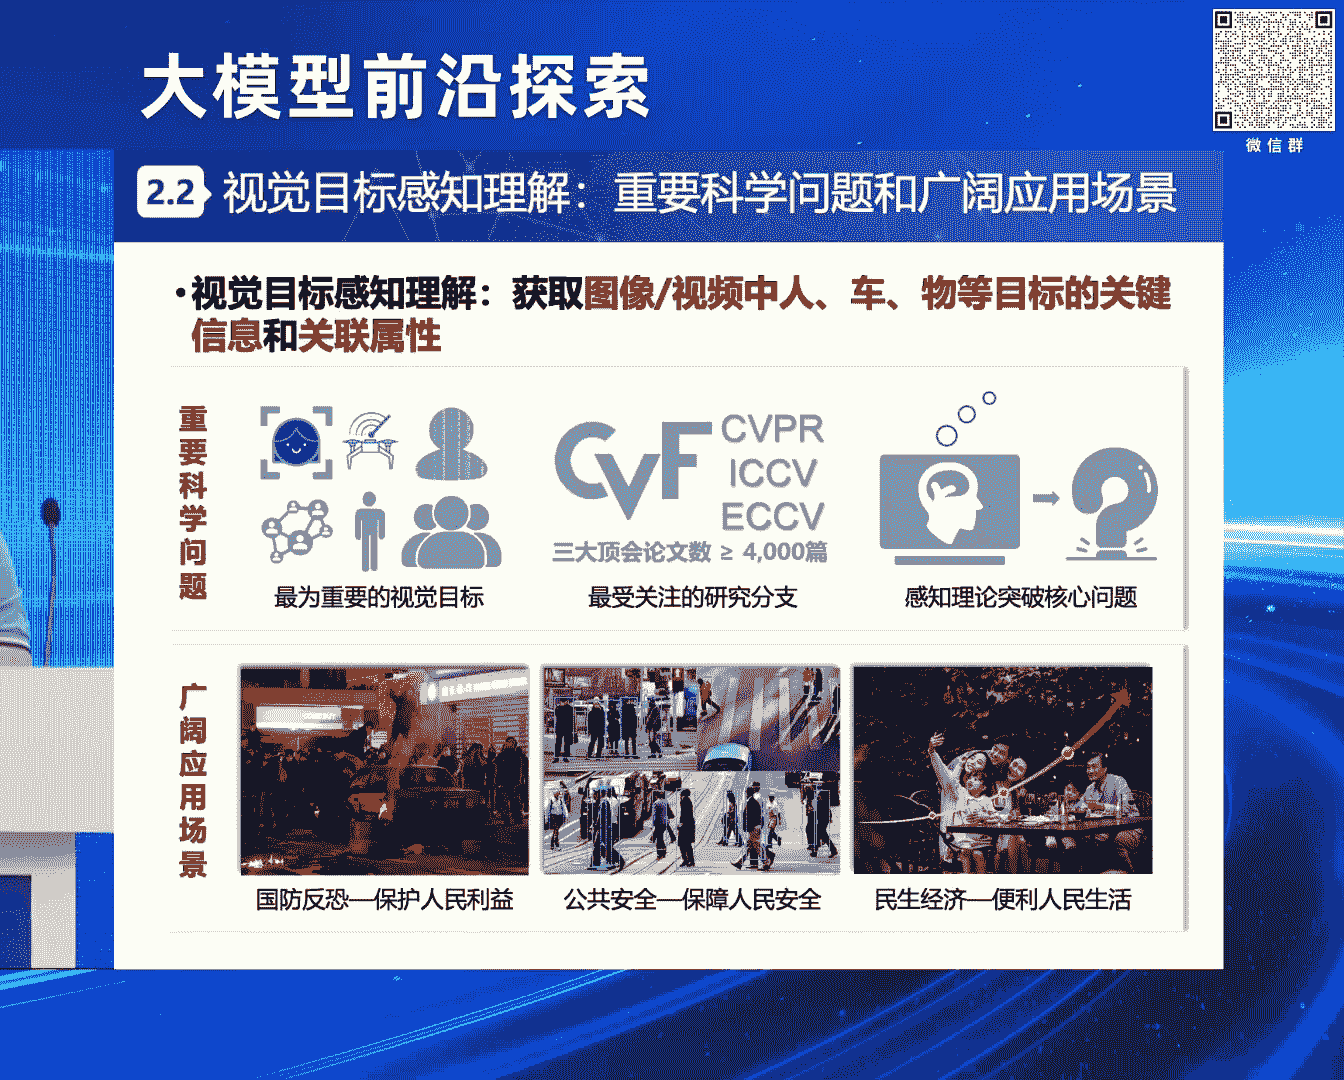 大模型前沿探索
微信群
2.2 视觉目标感知理解：重要科学问题和广阔应用场景
•视觉目标感知理解：获取图像/视频中人、车、物等目标的关键
信息和关联属性
重要科学问题
CVF
CVPR
ICCV
ECCV
三大顶会论文数 ≥ 4,000篇
最为重要的视觉目标
最受关注的研究分支
感知理论突破核心问题
广阔应用场景
国防反恐—保护人民利益
公共安全—保障人民安全
民生经济—便利人民生活